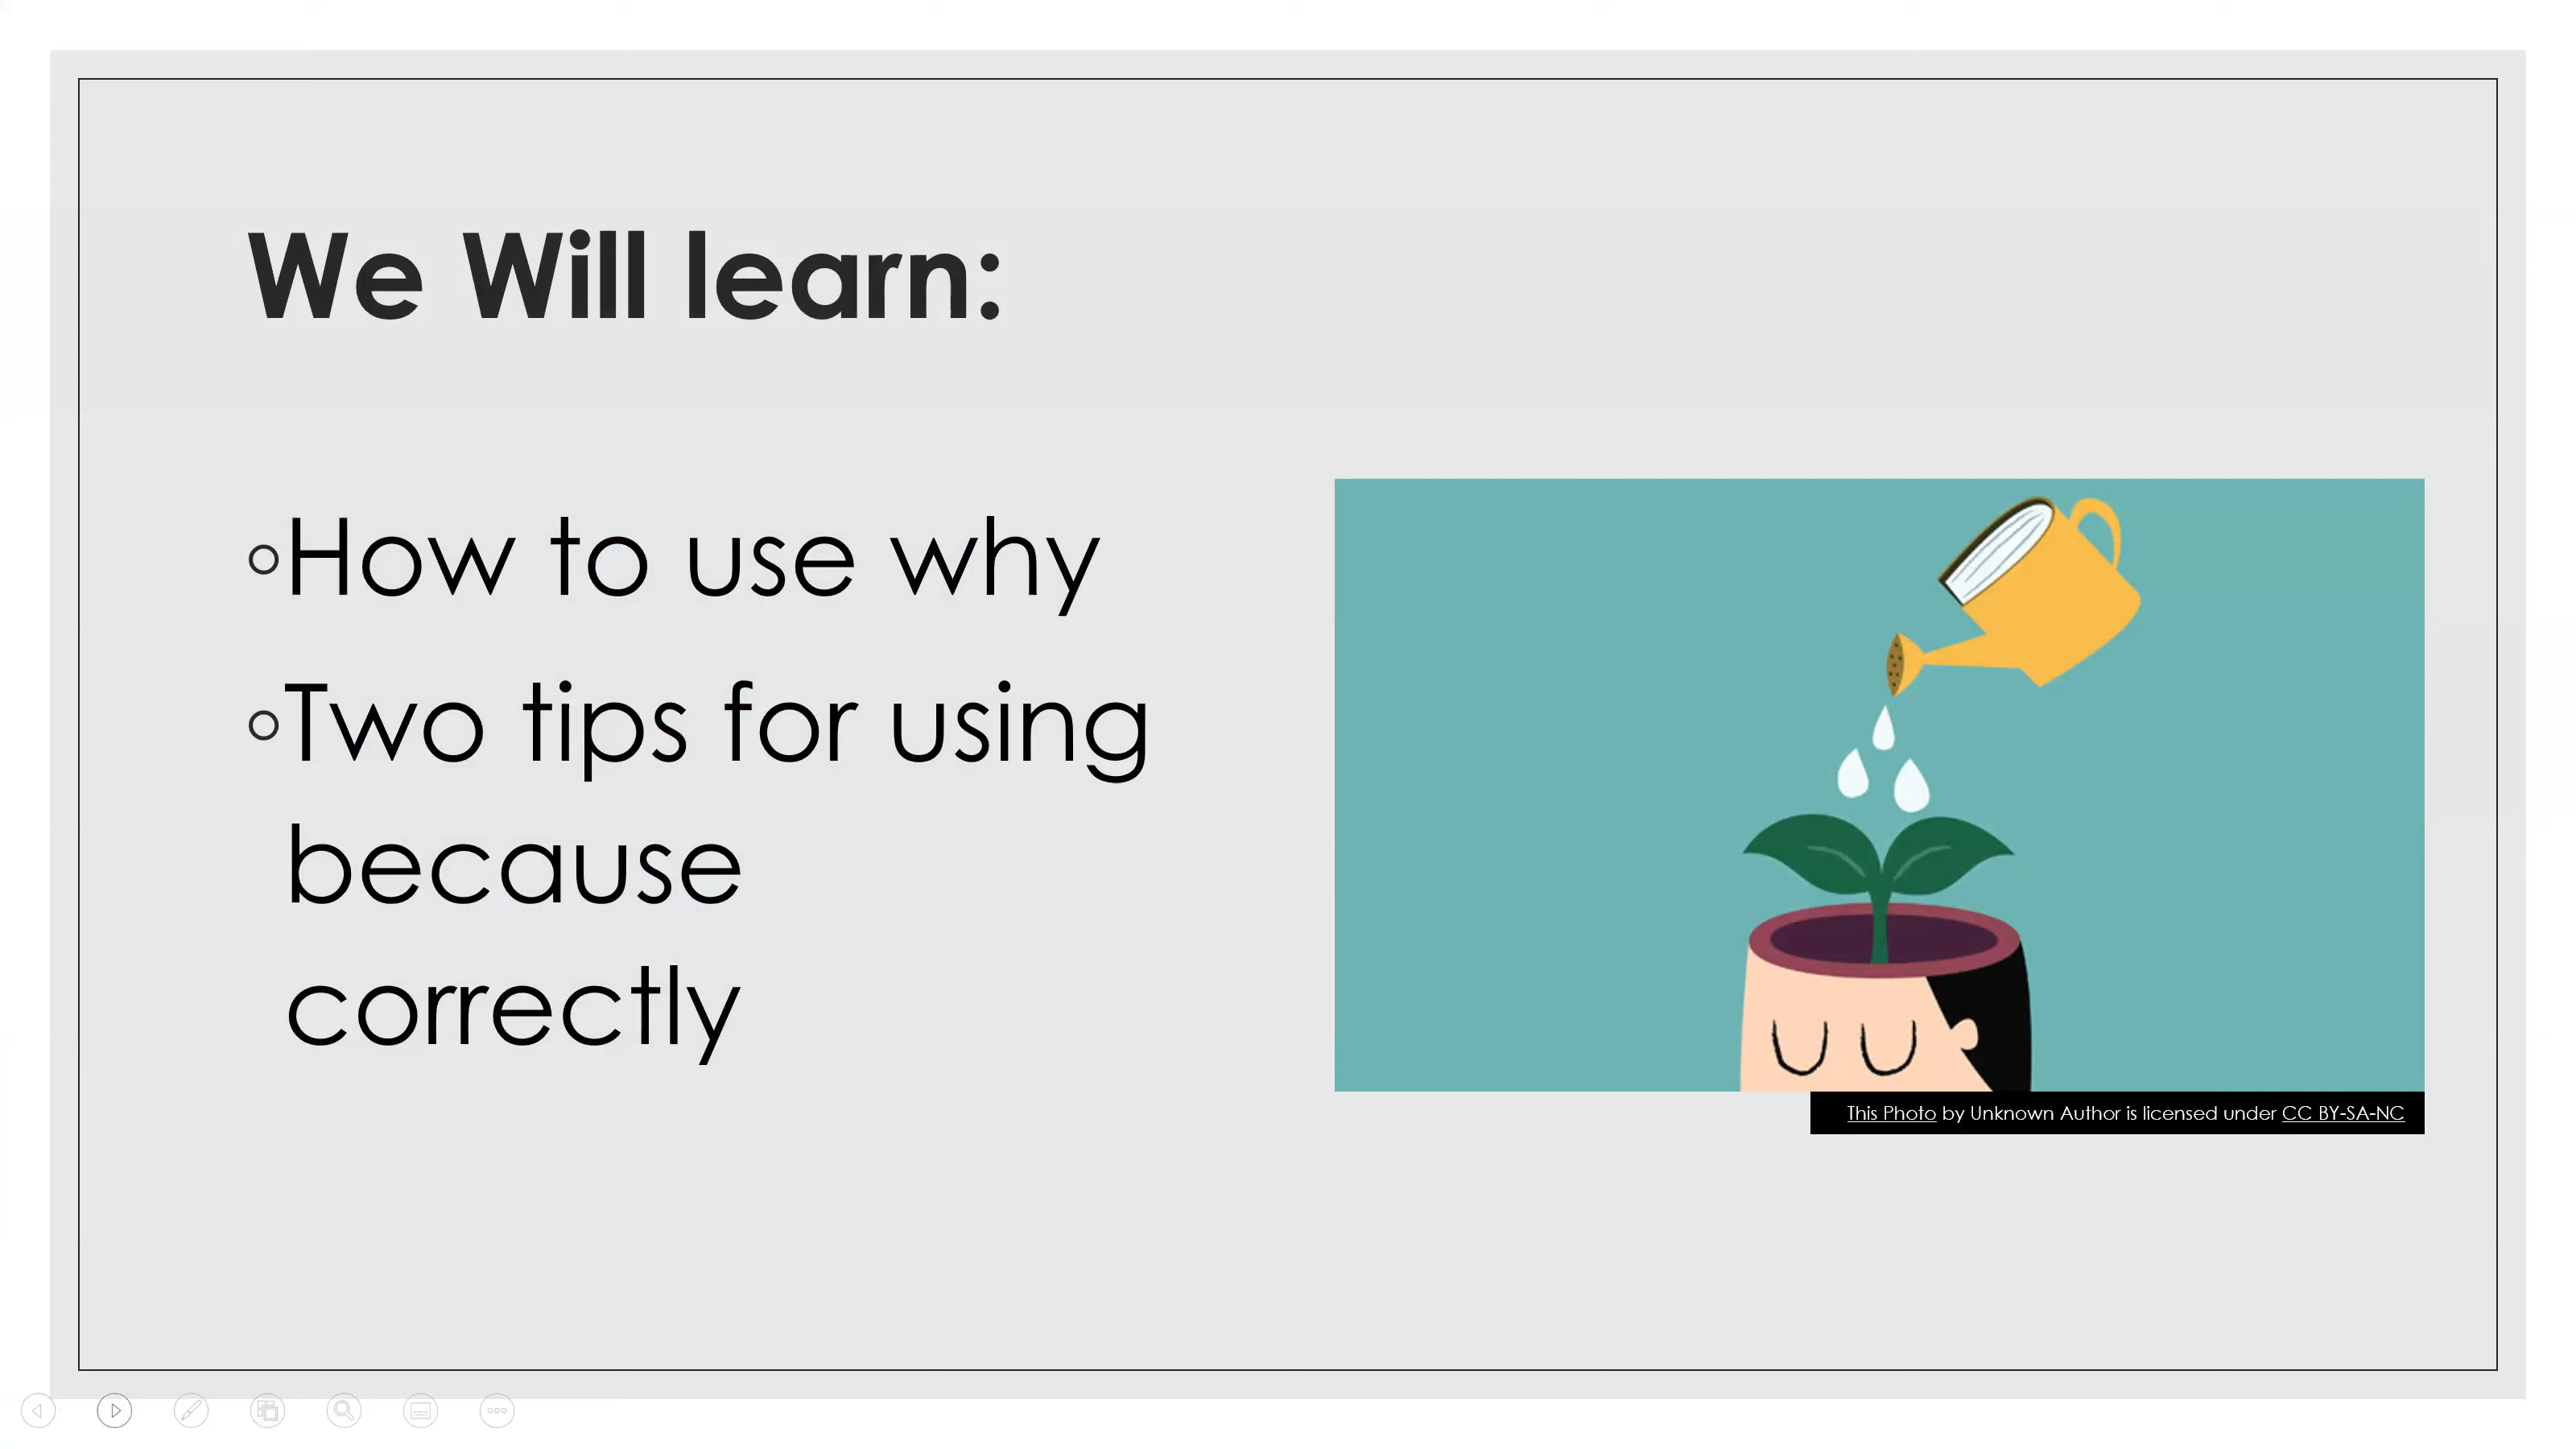 We Will learn:
◦How to use why
◦Two tips for using
because
correctly
This Photo by Unknown Author is licensed under CC BY-SA-NC